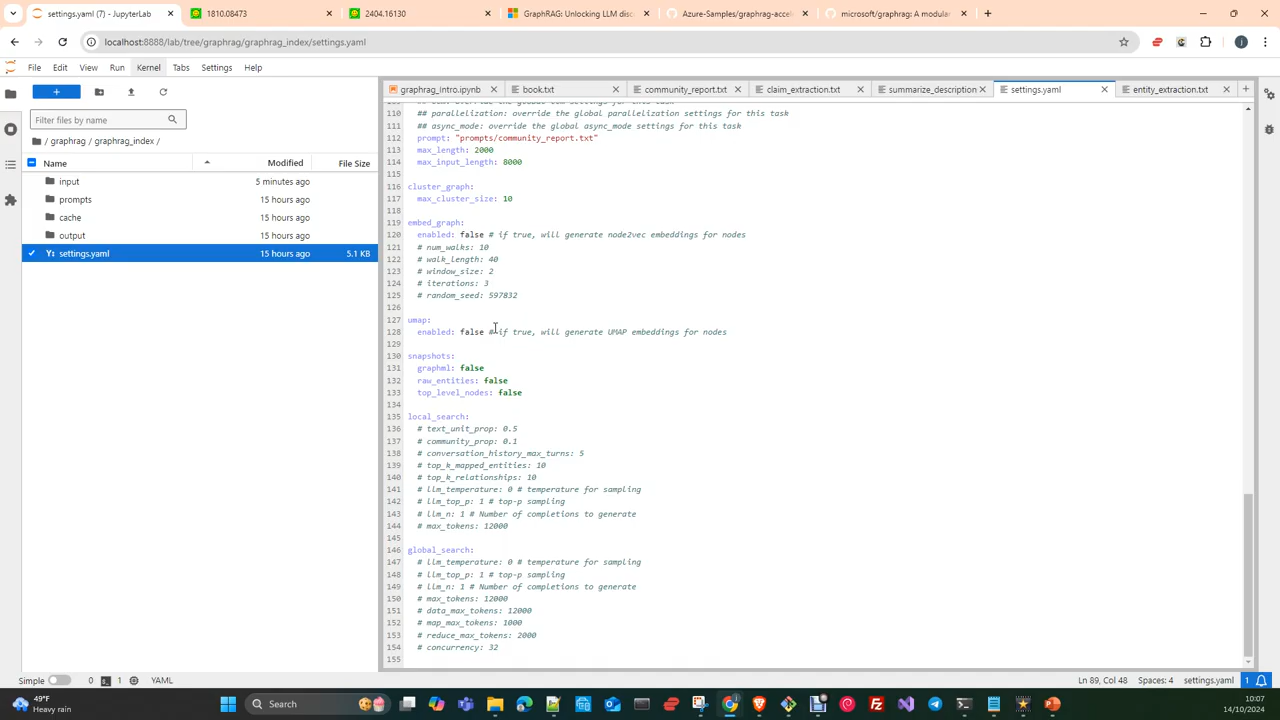 settings.yaml (7) - JupyterLab
1810.08473
2404.16130
GraphRAG: Unlocking LLM disc
Azure-Samples/graphrag-accele
microsoft/graphrag: A modular
localhost:8888/lab/tree/graphrag/graphrag_index/settings.yaml
File Edit View Run Kernel Tabs Settings Help
graphrag_Intro.ipynb
book.txt
community_report.txt
claim_extraction.txt
summarize_description
settings.yaml
entity_extraction.txt
Filter files by name
/ graphrag / graphrag_index /
Name Modified File Size
input 5 minutes ago
prompts 15 hours ago
cache 15 hours ago
output 15 hours ago
settings.yaml 15 hours ago 5.1 KB
110 ## parallelization: override the global parallelization settings for this task
111 ## async_mode: override the global async_mode settings for this task
112 prompt: "prompts/community_report.txt"
113 max_length: 2000
114 max_input_length: 8000
115
116 cluster_graph:
117 max_cluster_size: 10
118
119 embed_graph:
120 enabled: false # if true, will generate node2vec embeddings for nodes
121 # num_walks: 10
122 # walk_length: 40
123 # window_size: 2
124 # iterations: 3
125 # random_seed: 597832
126
127 umap:
128 enabled: false # if true, will generate UMAP embeddings for nodes
129
130 snapshots:
131 graphml: false
132 raw_entities: false
133 top_level_nodes: false
134
135 local_search:
136 # text_unit_prop: 0.5
137 # community_prop: 0.1
138 # conversation_history_max_turns: 5
139 # top_k_mapped_entities: 10
140 # top_k_relationships: 10
141 # llm_temperature: 0 # temperature for sampling
142 # llm_top_p: 1 # top-p sampling
143 # llm_n: 1 # Number of completions to generate
144 # max_tokens: 12000
145
146 global_search:
147 # llm_temperature: 0 # temperature for sampling
148 # llm_top_p: 1 # top-p sampling
149 # llm_n: 1 # Number of completions to generate
150 # max_tokens: 12000
151 # data_max_tokens: 12000
152 # map_max_tokens: 1000
153 # reduce_max_tokens: 2000
154 # concurrency: 32
155
Simple 0 1 YAML Ln 89, Col 48 Spaces: 4 settings.yaml 1
49°F
Heavy rain
Search
10:07
14/10/2024